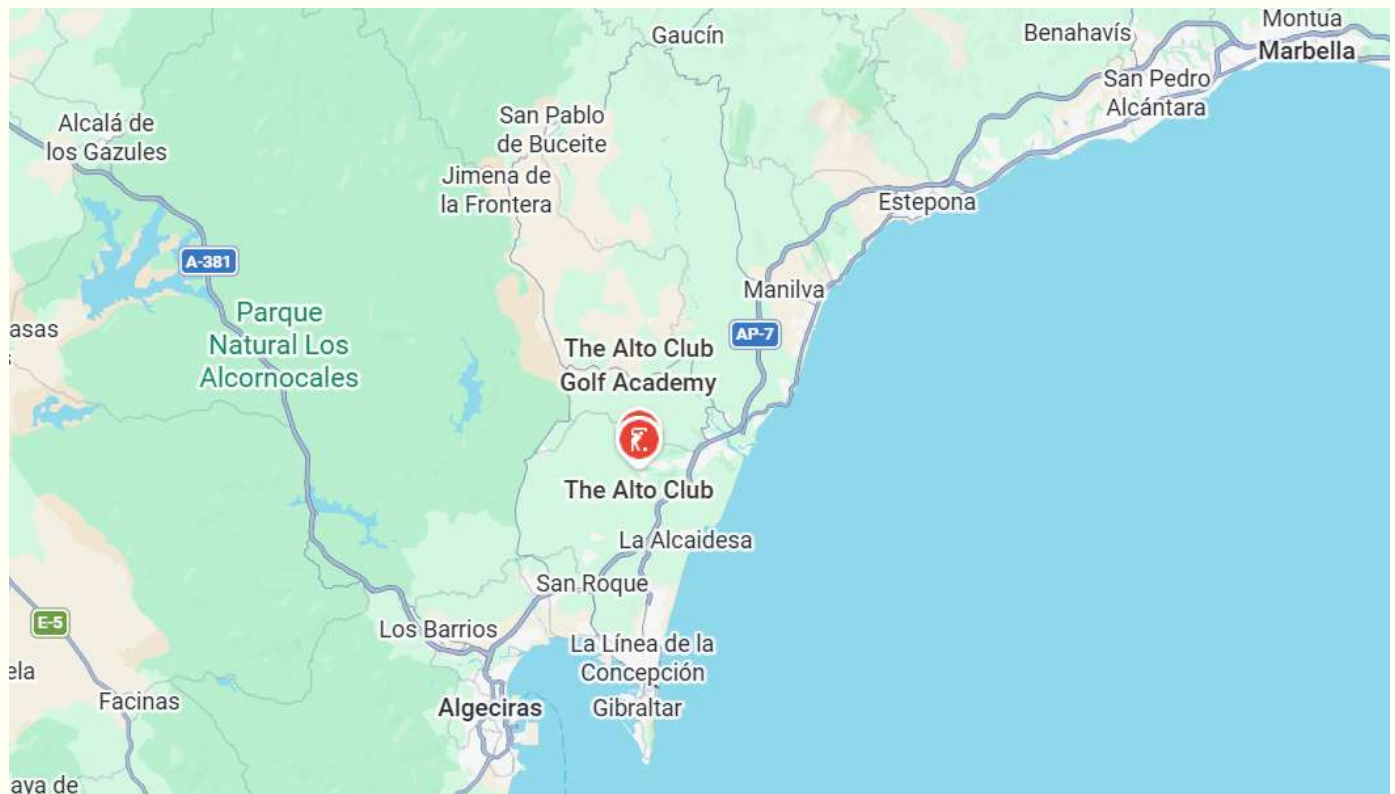 Gaucín
Benahavís
Montua
Marbella
San Pedro
Alcántara
Alcalá de
los Gazules
San Pablo
de Buceite
Jimena de
la Frontera
Estepona
A-381
Manilva
Parque
Natural Los
Alcornocales
asas
AP-7
The Alto Club
Golf Academy
The Alto Club
La Alcaidesa
San Roque
E-5
Los Barrios
La Línea de la
Concepción
ela
Facinas
Algeciras
Gibraltar
aya de